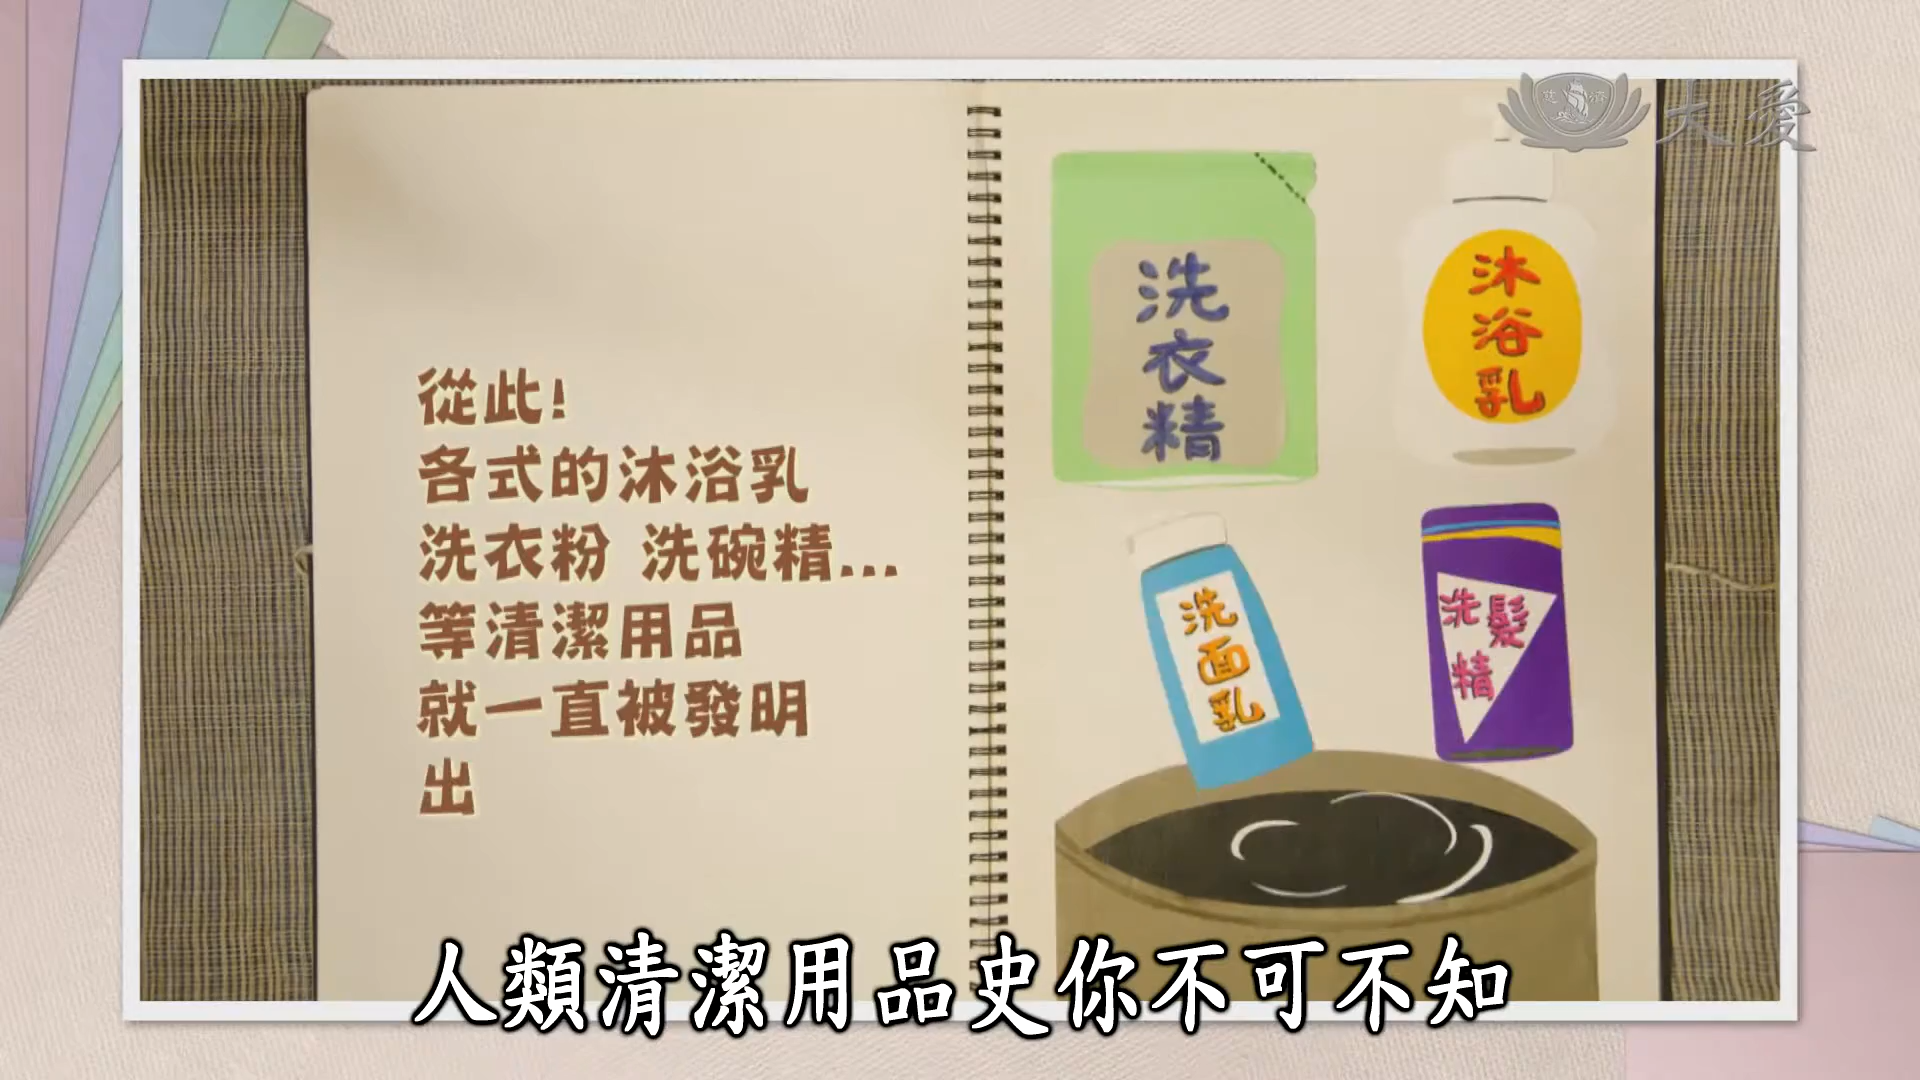 大愛
從此!
各式的沐浴乳
洗衣粉 洗碗精...
等清潔用品
就一直被發明
出
洗衣精
沐浴乳
洗面乳
洗髮精
人類清潔用品史你不可不知